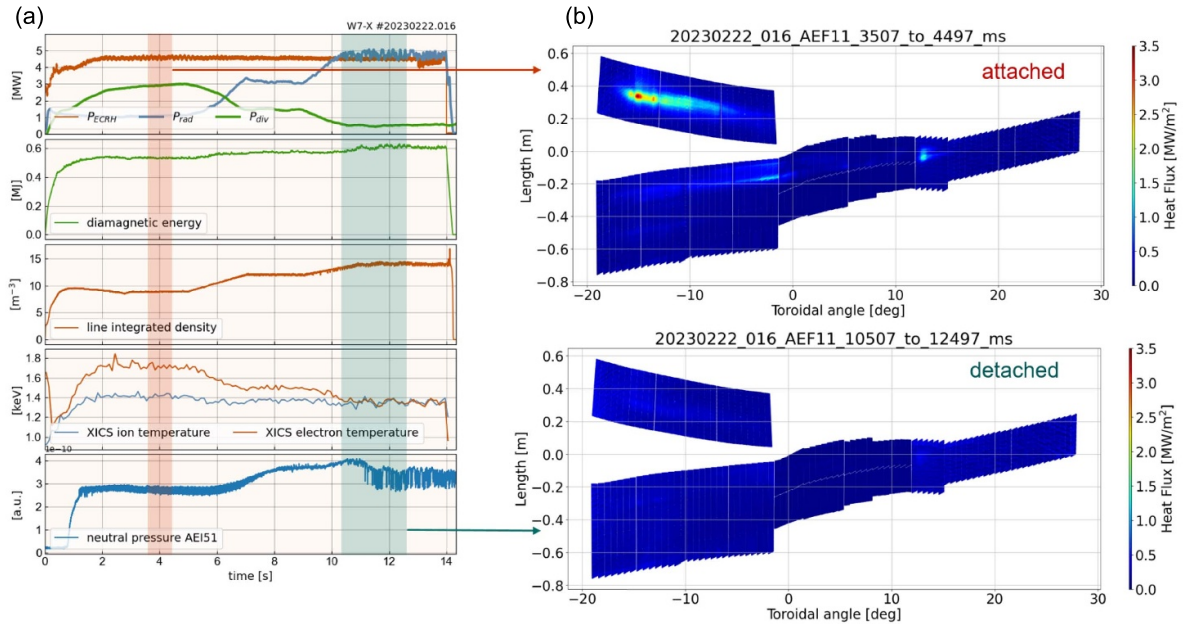 (a)
W7-X #20230222.016
5
4
3
2
1
0
[MW]
P_ECRH P_rad P_div
0.6
0.4
0.2
0.0
[MJ]
diamagnetic energy
15
10
5
0
[m⁻³]
line integrated density
1.8
1.6
1.4
1.2
1.0
[keV]
XICS ion temperature XICS electron temperature
1e−10
4
3
2
1
0
[a.u.]
neutral pressure AEI51
0 2 4 6 8 10 12 14
time [s]
(b)
20230222_016_AEF11_3507_to_4497_ms
attached
0.6
0.4
0.2
0.0
−0.2
−0.4
−0.6
−0.8
Length [m]
−20 −10 0 10 20 30
Toroidal angle [deg]
3.5
3.0
2.5
2.0
1.5
1.0
0.5
0.0
Heat Flux [MW/m²]
20230222_016_AEF11_10507_to_12497_ms
detached
0.6
0.4
0.2
0.0
−0.2
−0.4
−0.6
−0.8
Length [m]
−20 −10 0 10 20 30
Toroidal angle [deg]
3.5
3.0
2.5
2.0
1.5
1.0
0.5
0.0
Heat Flux [MW/m²]